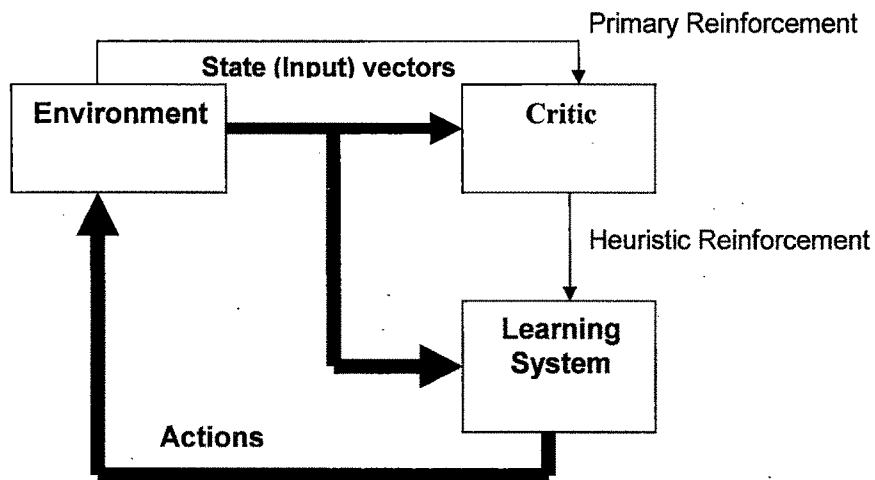 Primary Reinforcement
State (Input) vectors
Environment
Critic
Heuristic Reinforcement
Learning
System
Actions